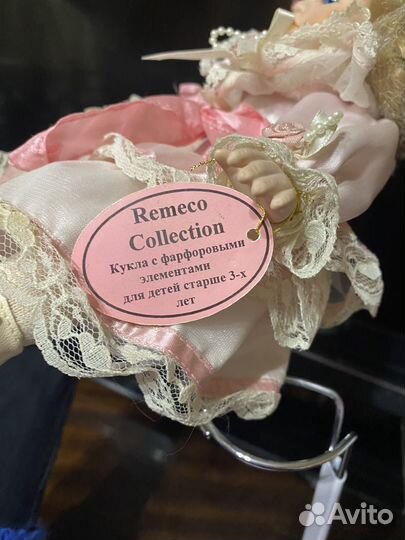 Remeco
Collection
Кукла с фарфоровыми
элементами
для детей старше 3-х
лет
Avito